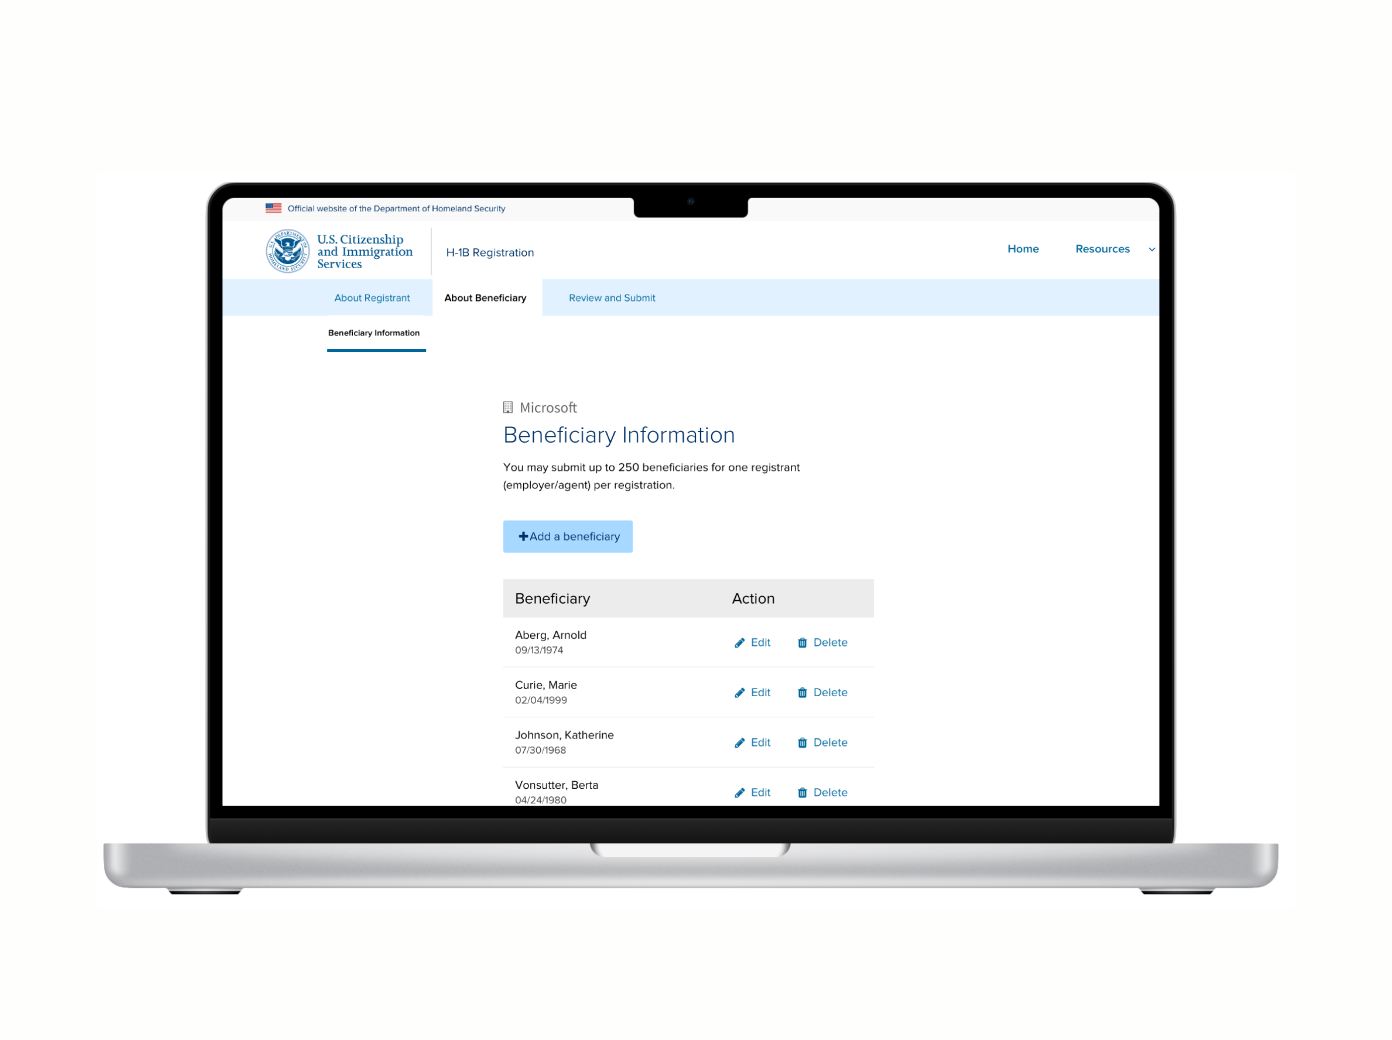 Official website of the Department of Homeland Security
U.S. Citizenship
and Immigration
Services
H-1B Registration
Home
Resources
About Registrant
About Beneficiary
Review and Submit
Beneficiary Information
Microsoft
Beneficiary Information
You may submit up to 250 beneficiaries for one registrant
(employer/agent) per registration.
+Add a beneficiary
Beneficiary Action
Aberg, Arnold
09/13/1974
Edit Delete
Curie, Marie
02/04/1999
Edit Delete
Johnson, Katherine
07/30/1968
Edit Delete
Vonsutter, Berta
04/24/1980
Edit Delete